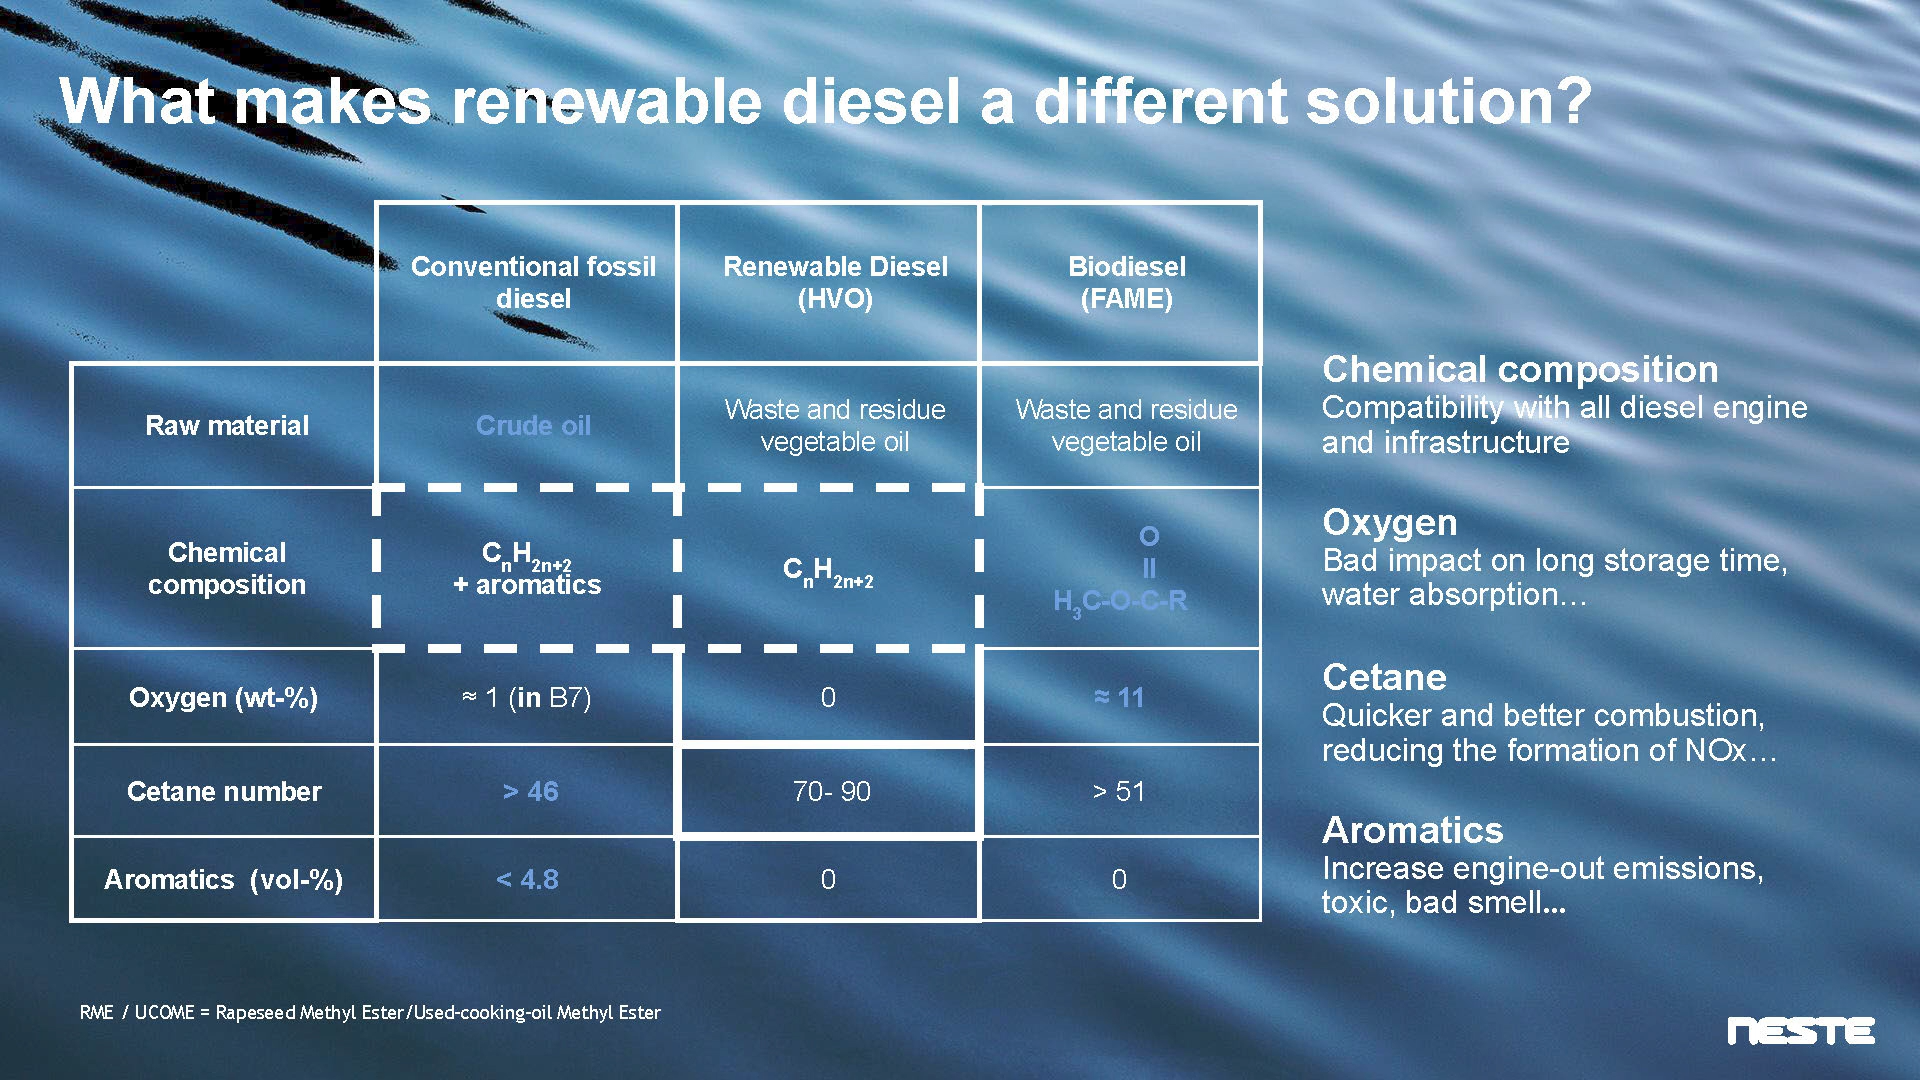 What makes renewable diesel a different solution?
Conventional fossil
diesel
Renewable Diesel
(HVO)
Biodiesel
(FAME)
Raw material
Crude oil
Waste and residue
vegetable oil
Waste and residue
vegetable oil
Chemical
composition
CnH2n+2
+ aromatics
CnH2n+2
O
II
H3C-O-C-R
Oxygen (wt-%)
≈ 1 (in B7)
0
≈ 11
Cetane number
> 46
70- 90
> 51
Aromatics (vol-%)
< 4.8
0
0
Chemical composition
Compatibility with all diesel engine
and infrastructure
Oxygen
Bad impact on long storage time,
water absorption…
Cetane
Quicker and better combustion,
reducing the formation of NOx…
Aromatics
Increase engine-out emissions,
toxic, bad smell...
RME / UCOME = Rapeseed Methyl Ester/Used-cooking-oil Methyl Ester
NESTE